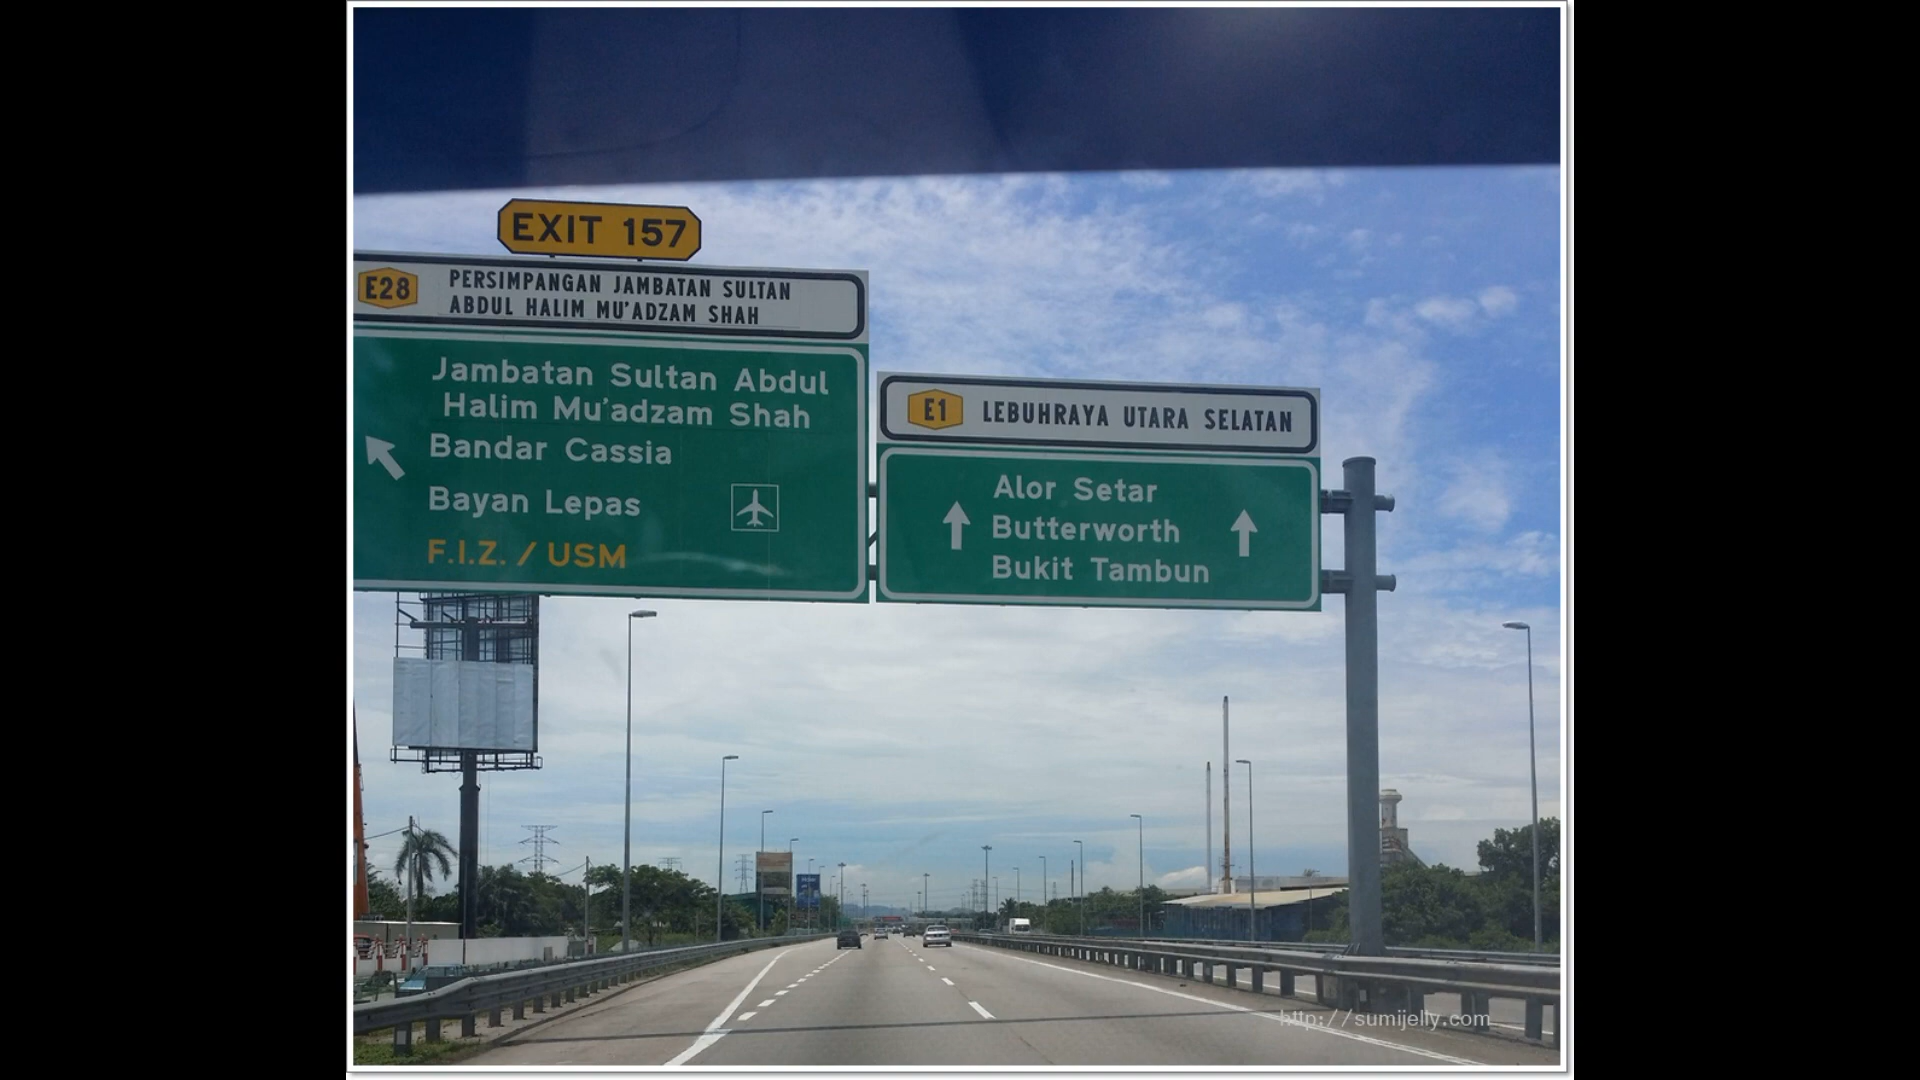 EXIT 157
E28
PERSIMPANGAN JAMBATAN SULTAN
ABDUL HALIM MU'ADZAM SHAH
Jambatan Sultan Abdul
Halim Mu'adzam Shah
Bandar Cassia
Bayan Lepas
F.I.Z. / USM
E1
LEBUHRAYA UTARA SELATAN
Alor Setar
Butterworth
Bukit Tambun
http://sumijelly.com